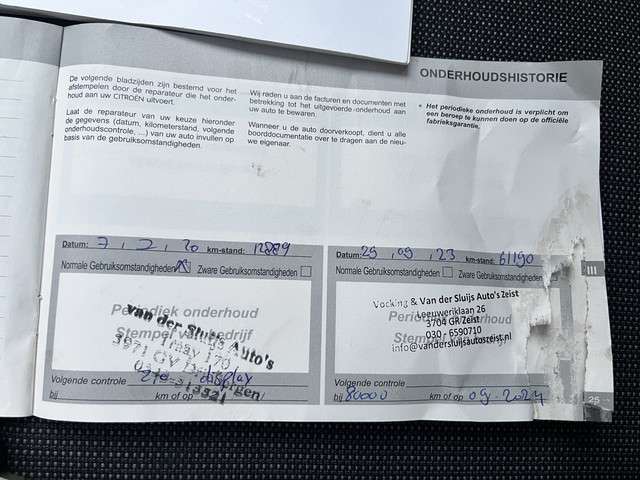 ONDERHOUDSHISTORIE
De volgende bladzijden zijn bestemd voor het
afstempelen door de reparateur die het onder-
houd aan uw CITROËN uitvoert.
Laat de reparateur van uw keuze hieronder
de gegevens (datum, kilometerstand, volgende
onderhoudscontrole, ...) van uw auto invullen op
basis van de gebruiksomstandigheden.
Wij raden u aan de facturen en documenten met
betrekking tot het uitgevoerde onderhoud aan
uw auto te bewaren.
Wanneer u de auto doorverkoopt, dient u alle
boorddocumentatie over te dragen aan de nieu-
we eigenaar.
• Het periodieke onderhoud is verplicht om
een beroep te kunnen doen op de officiële
fabrieksgarantie.
Datum: 7, 2, 20 km-stand: 12889
Normale Gebruiksomstandigheden Zware Gebruiksomstandigheden
Periodiek onderhoud
van der Sluijs Auto's
3971 GV
Volgende controle
bij km of op
Datum: 25, 09, 23 km-stand: 61190
Normale Gebruiksomstandigheden Zware Gebruiksomstandigheden
Periodiek onderhoud
Vocking & Van der Sluijs Auto's Zeist
Leeuweriklaan 26
3704 GR Zeist
030 - 6590710
info@vandersluijsautoszeist.nl
Volgende controle
bij 80000 km of op 09-2024
III
25